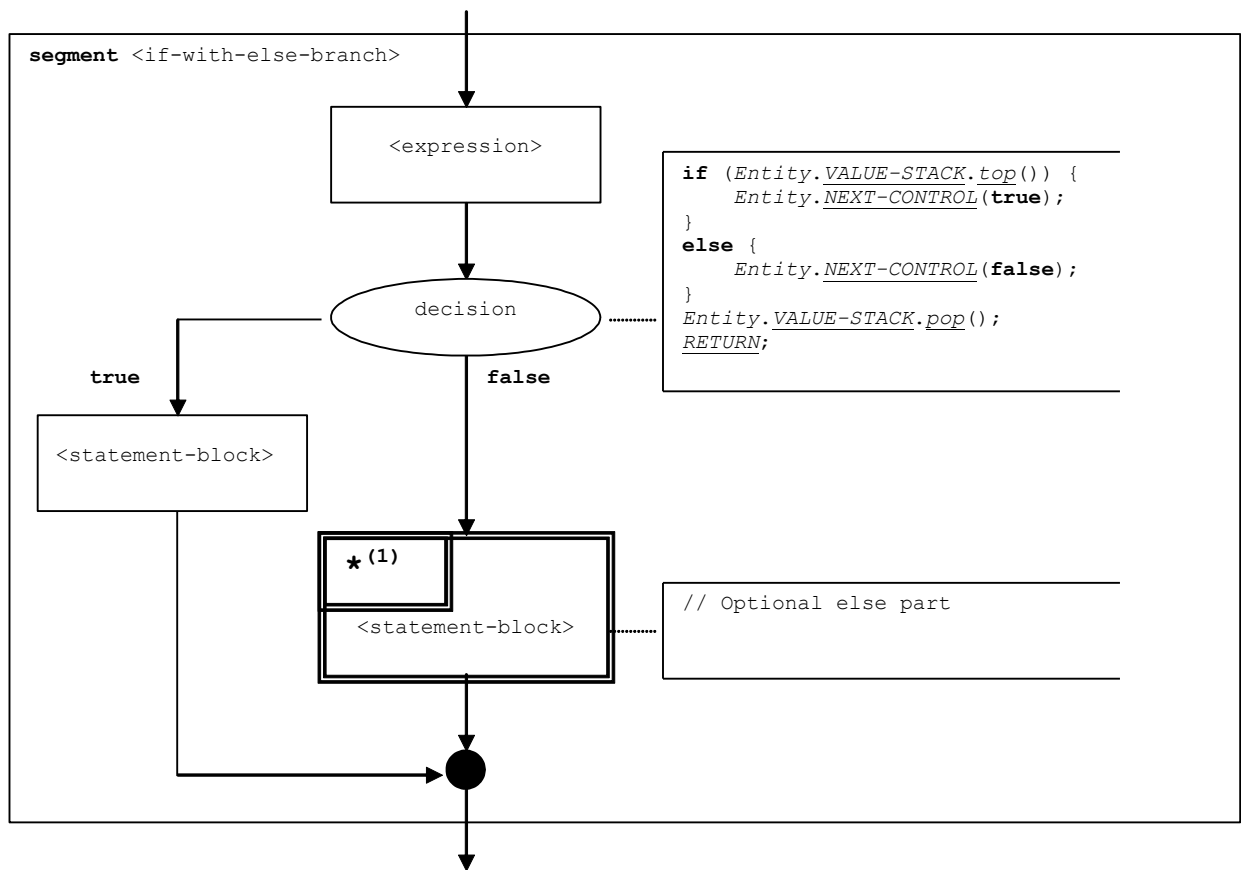 segment <if-with-else-branch>
<expression>
if (Entity.VALUE-STACK.top()) {
    Entity.NEXT-CONTROL(true);
}
else {
    Entity.NEXT-CONTROL(false);
}
Entity.VALUE-STACK.pop();
RETURN;
decision
true
false
<statement-block>
*(1)
<statement-block>
// Optional else part